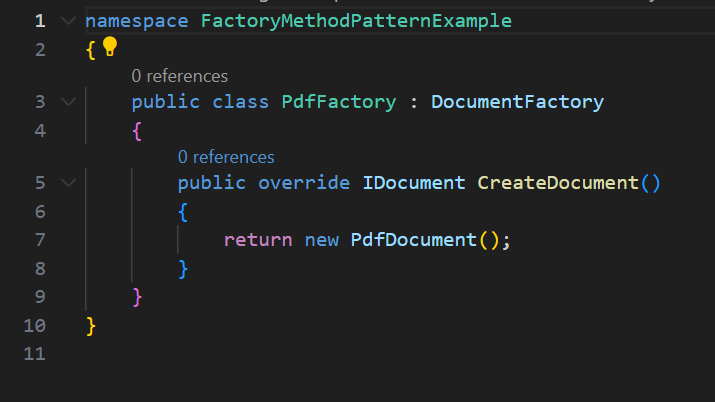 1 namespace FactoryMethodPatternExample
2 {
0 references
3 public class PdfFactory : DocumentFactory
4 {
0 references
5 public override IDocument CreateDocument()
6 {
7 return new PdfDocument();
8 }
9 }
10 }
11